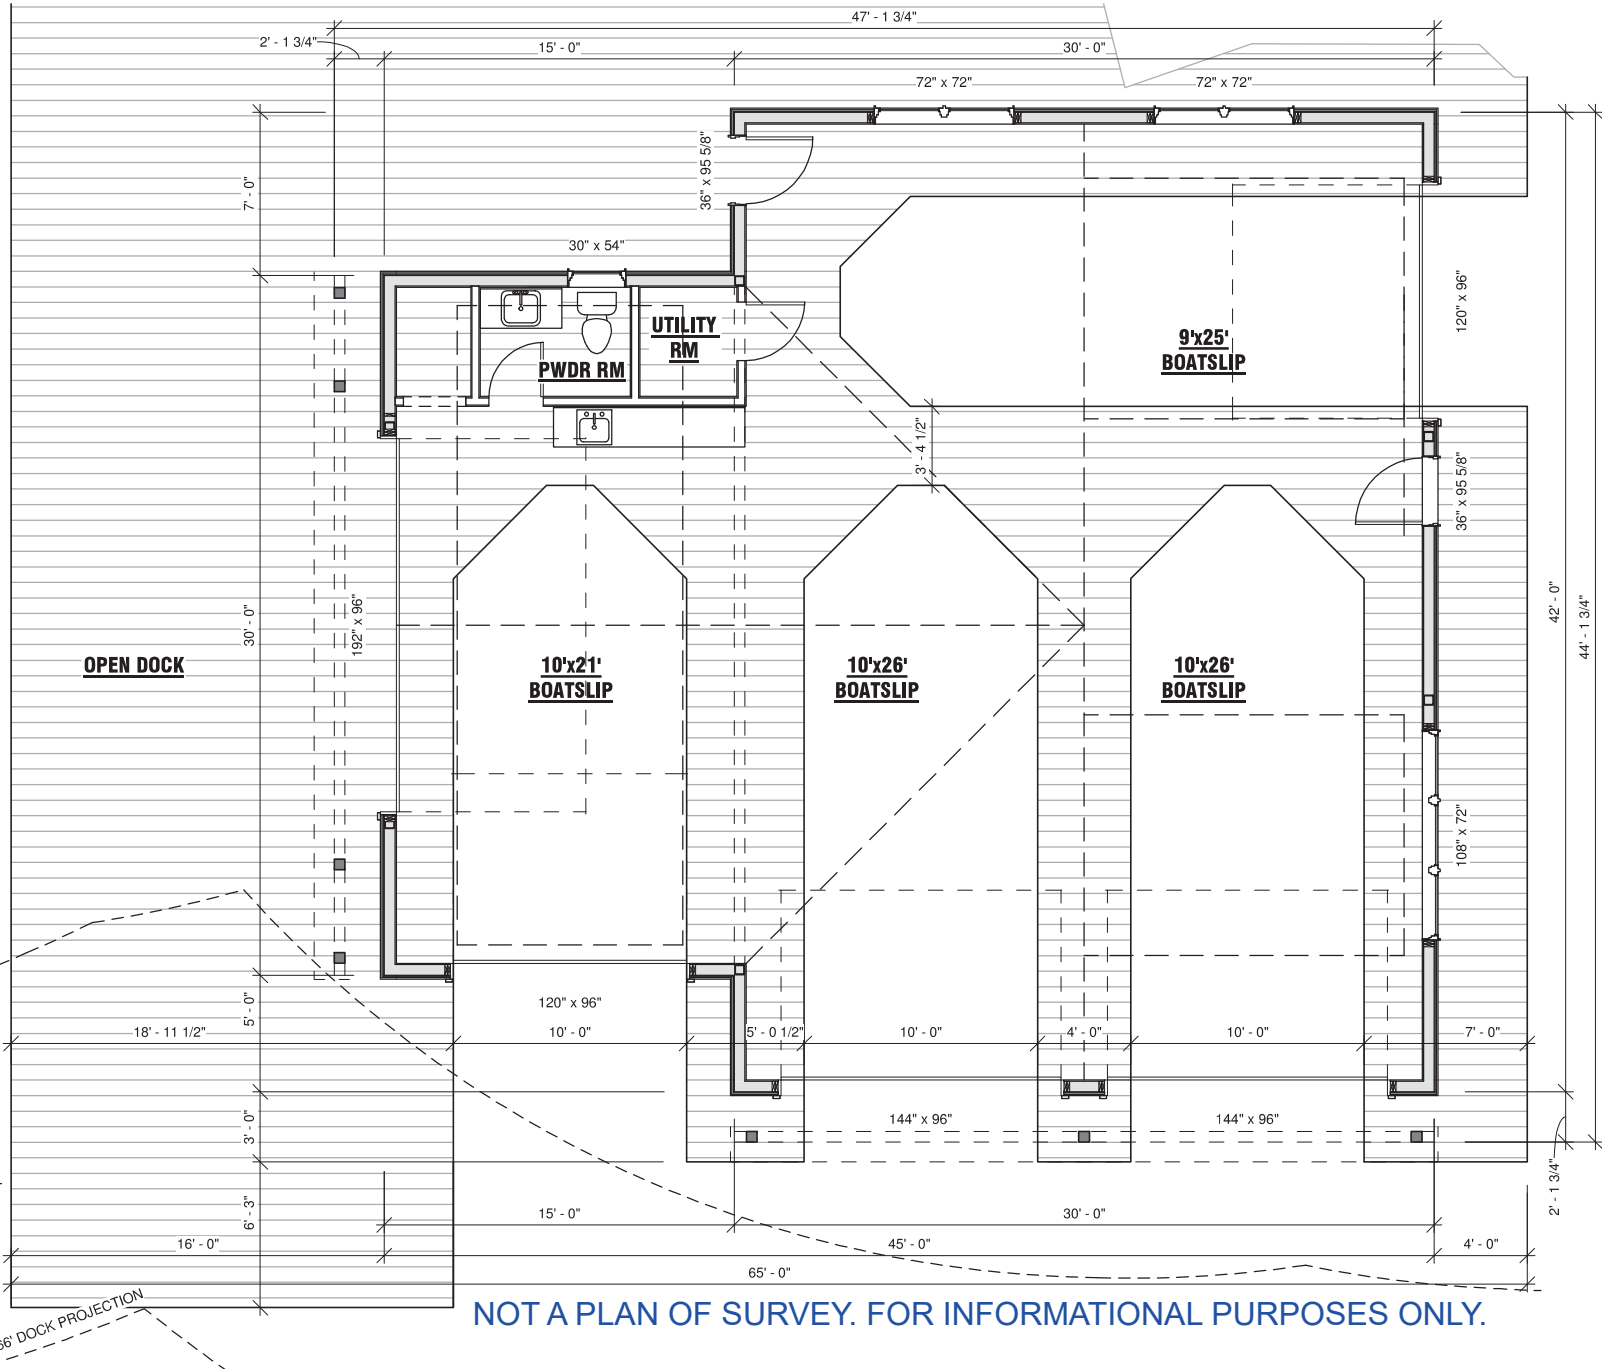 47' - 1 3/4"
2' - 1 3/4"
15' - 0"
30' - 0"
72" x 72"
72" x 72"
36" x 95 5/8"
7' - 0"
30" x 54"
120" x 96"
UTILITY
RM
9'x25'
BOATSLIP
PWDR RM
3' - 4 1/2"
36" x 95 5/8"
192" x 96"
30' - 0"
42' - 0"
44' - 1 3/4"
OPEN DOCK
10'x21'
BOATSLIP
10'x26'
BOATSLIP
10'x26'
BOATSLIP
108" x 72"
5' - 0"
120" x 96"
18' - 11 1/2"
10' - 0"
5' - 0 1/2"
10' - 0"
4' - 0"
10' - 0"
7' - 0"
3' - 0"
144" x 96"
144" x 96"
2' - 1 3/4"
6' - 3"
15' - 0"
30' - 0"
16' - 0"
45' - 0"
4' - 0"
65' - 0"
66' DOCK PROJECTION
NOT A PLAN OF SURVEY. FOR INFORMATIONAL PURPOSES ONLY.